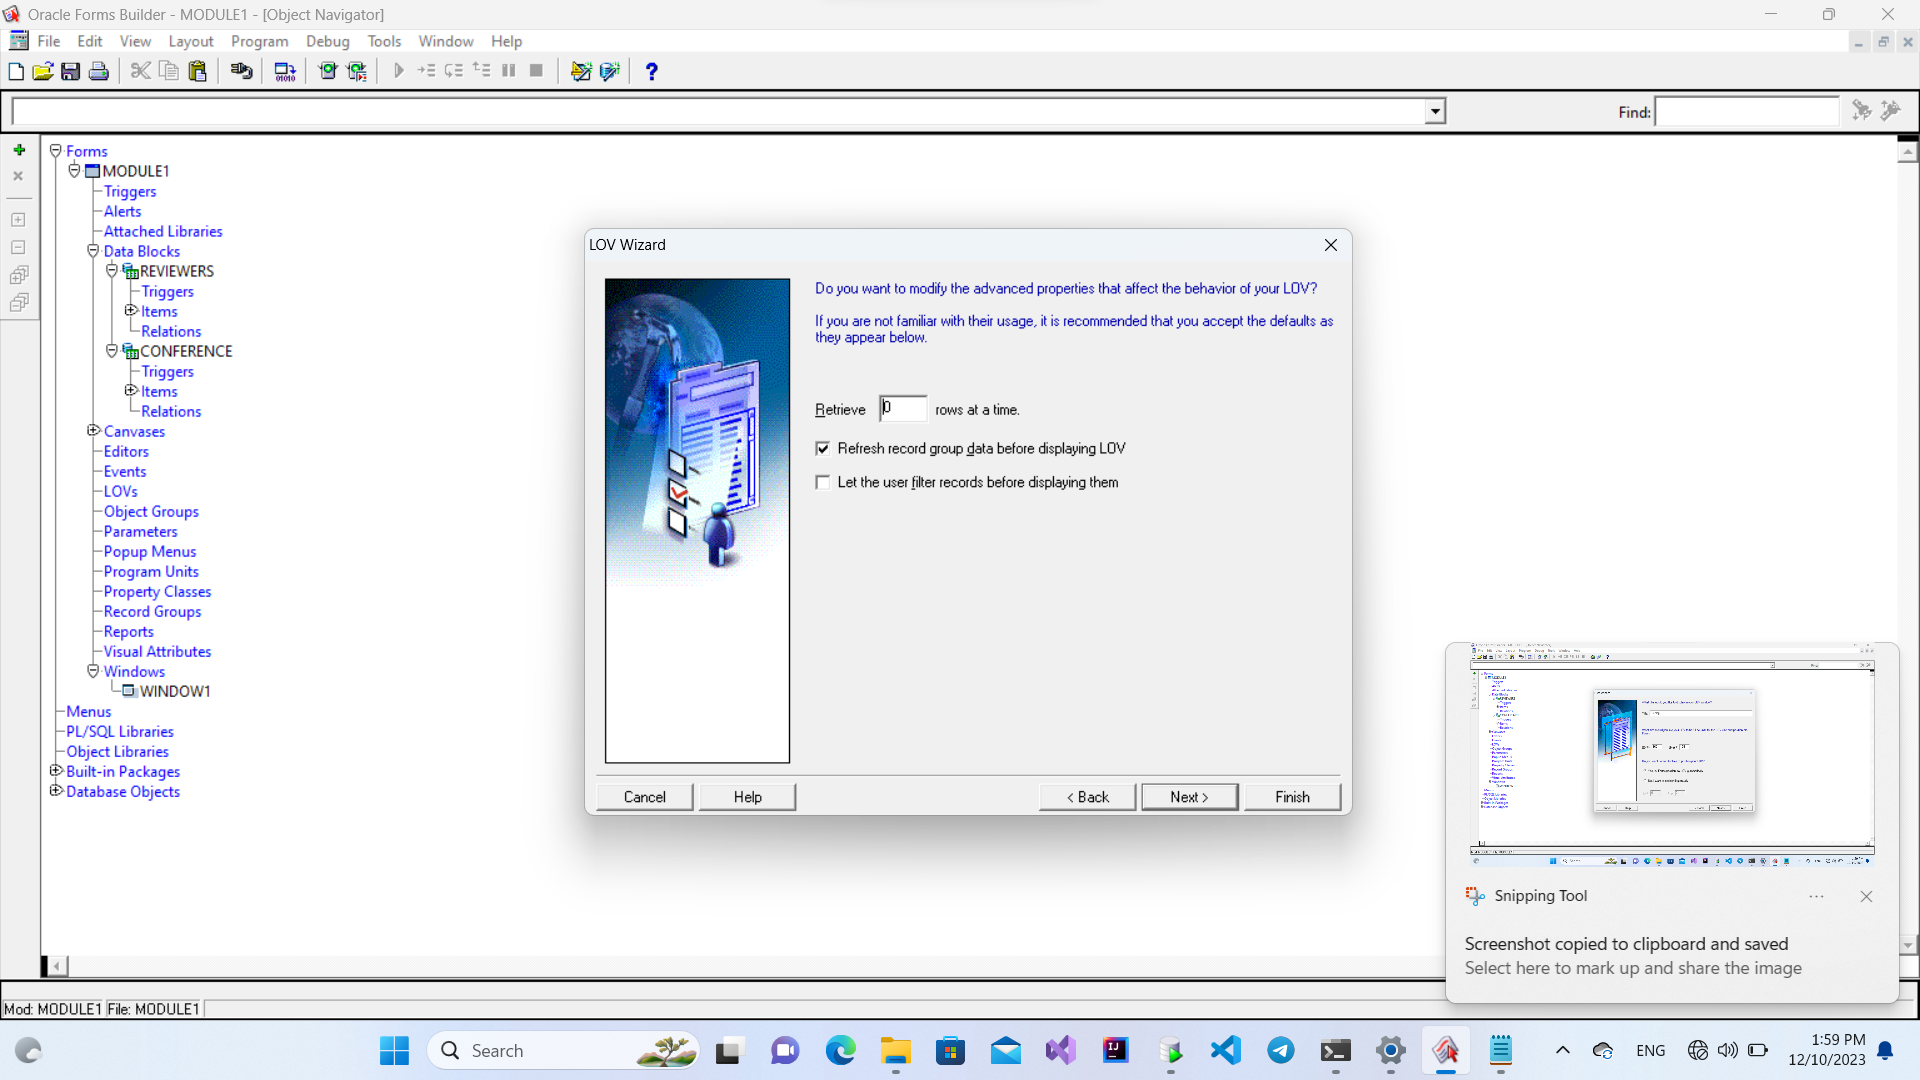 Oracle Forms Builder - MODULE1 - [Object Navigator]
File Edit View Layout Program Debug Tools Window Help
Find:
Forms
MODULE1
Triggers
Alerts
Attached Libraries
Data Blocks
REVIEWERS
Triggers
Items
Relations
CONFERENCE
Triggers
Items
Relations
Canvases
Editors
Events
LOVs
Object Groups
Parameters
Popup Menus
Program Units
Property Classes
Record Groups
Reports
Visual Attributes
Windows
WINDOW1
Menus
PL/SQL Libraries
Object Libraries
Built-in Packages
Database Objects
LOV Wizard
Do you want to modify the advanced properties that affect the behavior of your LOV?
If you are not familiar with their usage, it is recommended that you accept the defaults as
they appear below.
Retrieve 0 rows at a time.
Refresh record group data before displaying LOV
Let the user filter records before displaying them
Cancel Help < Back Next > Finish
Snipping Tool
Screenshot copied to clipboard and saved
Select here to mark up and share the image
Mod: MODULE1 File: MODULE1
Search
ENG
1:59 PM
12/10/2023